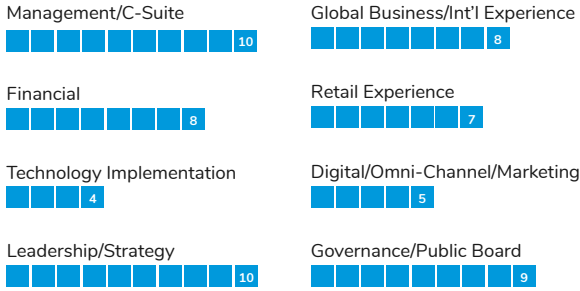 Management/C-Suite
10
Global Business/Int'l Experience
8
Financial
8
Retail Experience
7
Technology Implementation
4
Digital/Omni-Channel/Marketing
5
Leadership/Strategy
10
Governance/Public Board
9